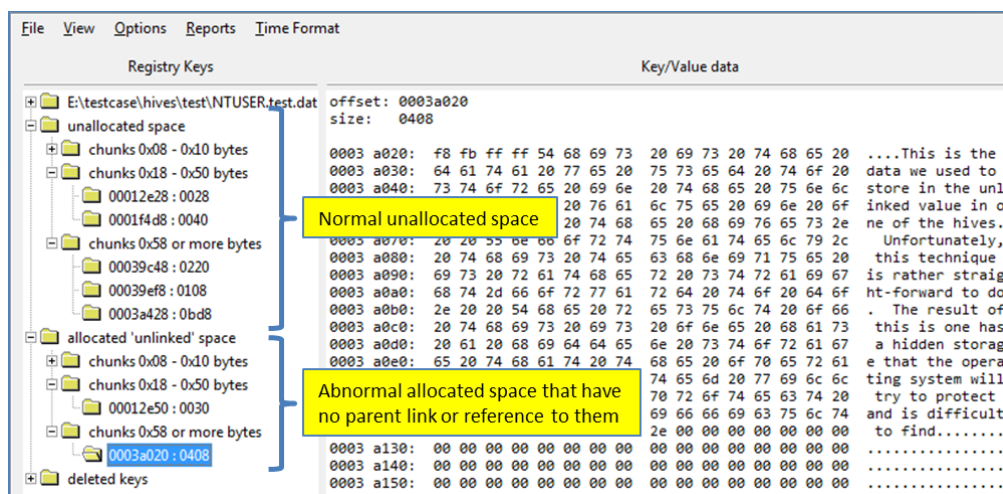 File View Options Reports Time Format
Registry Keys
Key/Value data
E:\testcase\hives\test\NTUSER.test.dat
unallocated space
chunks 0x08 - 0x10 bytes
chunks 0x18 - 0x50 bytes
00012e28 : 0028
0001f4d8 : 0040
chunks 0x58 or more bytes
00039c48 : 0220
00039ef8 : 0108
0003a428 : 0bd8
allocated 'unlinked' space
chunks 0x08 - 0x10 bytes
chunks 0x18 - 0x50 bytes
00012e50 : 0030
chunks 0x58 or more bytes
0003a020 : 0408
deleted keys
Normal unallocated space
Abnormal allocated space that have
no parent link or reference to them
offset: 0003a020
size: 0408
0003 a020: f8 fb ff ff 54 68 69 73 20 69 73 20 74 68 65 20 ....This is the
0003 a030: 64 61 74 61 20 77 65 20 75 73 65 64 20 74 6f 20 data we used to
0003 a040: 73 74 6f 72 65 20 69 6e 20 74 68 65 20 75 6e 6c store in the unl
20 76 61 6c 75 65 20 69 6e 20 6f inked value in o
20 74 68 65 20 68 69 76 65 73 2e ne of the hives.
0003 a070: 20 20 55 6e 66 6f 72 74 75 6e 61 74 65 6c 79 2c Unfortunately,
0003 a080: 20 74 68 69 73 20 74 65 63 68 6e 69 71 75 65 20 this technique
0003 a090: 69 73 20 72 61 74 68 65 72 20 73 74 72 61 69 67 is rather straig
0003 a0a0: 68 74 2d 66 6f 72 77 61 72 64 20 74 6f 20 64 6f ht-forward to do
0003 a0b0: 2e 20 20 54 68 65 20 72 65 73 75 6c 74 20 6f 66 . The result of
0003 a0c0: 20 74 68 69 73 20 69 73 20 6f 6e 65 20 68 61 73 this is one has
0003 a0d0: 20 61 20 68 69 64 64 65 6e 20 73 74 6f 72 61 67 a hidden storag
0003 a0e0: 65 20 74 68 61 74 20 74 68 65 20 6f 70 65 72 61 e that the opera
74 65 6d 20 77 69 6c 6c ting system will
70 72 6f 74 65 63 74 20 try to protect
69 66 66 69 63 75 6c 74 and is difficult
2e 00 00 00 00 00 00 00 to find.........
0003 a130: 00 00 00 00 00 00 00 00 00 00 00 00 00 00 00 00 ................
0003 a140: 00 00 00 00 00 00 00 00 00 00 00 00 00 00 00 00 ................
0003 a150: 00 00 00 00 00 00 00 00 00 00 00 00 00 00 00 00 ................